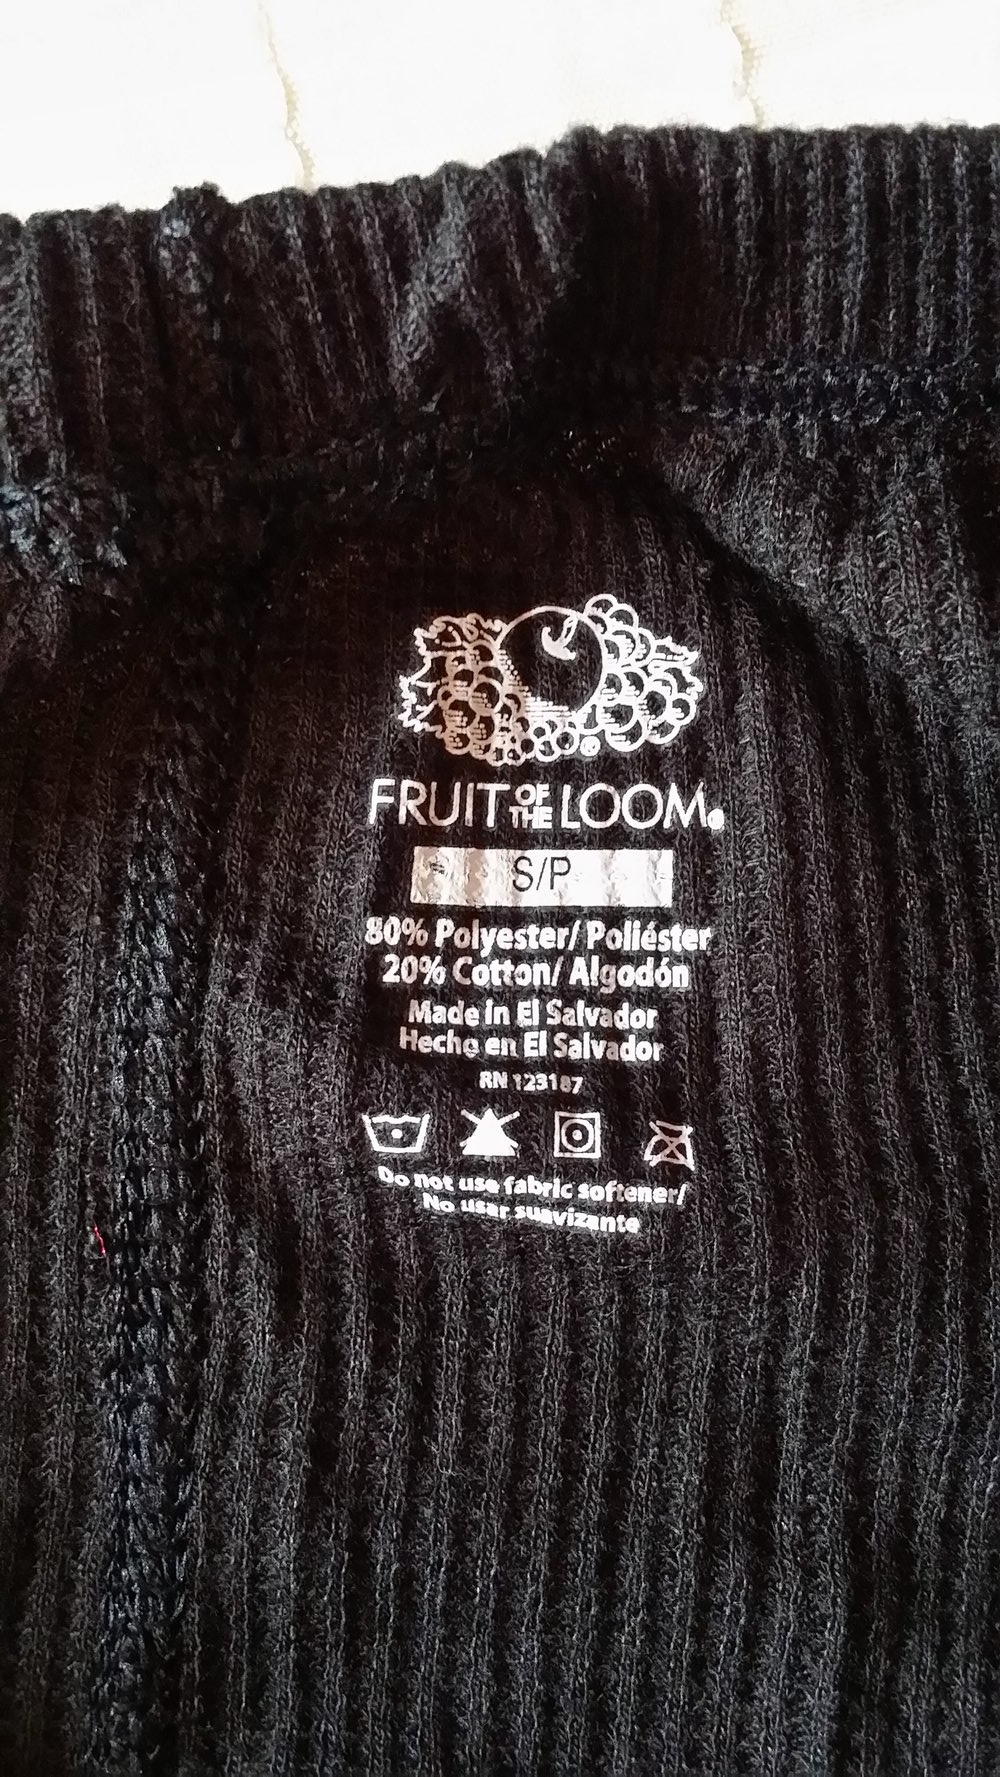 FRUIT OF THE LOOM®
S/P
80% Polyester/ Poliéster
20% Cotton/ Algodón
Made in El Salvador
Hecho en El Salvador
RN 123187
Do not use fabric softener/
No usar suavizante